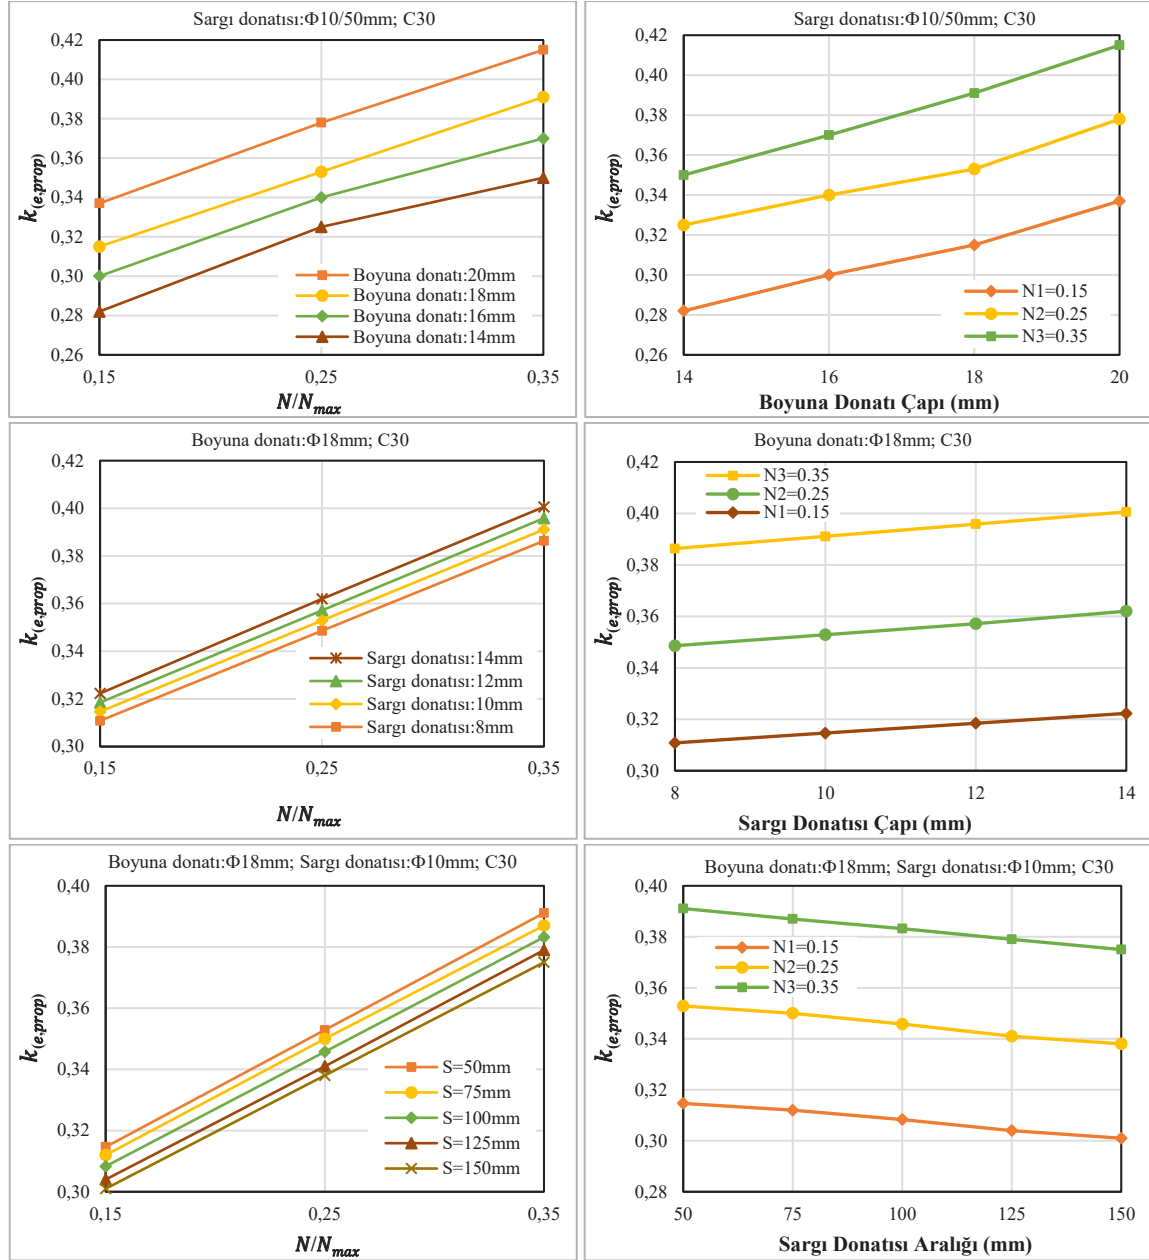 Sargı donatısı:Φ10/50mm; C30
0,42
0,40
0,38
0,36
0,34
0,32
0,30
0,28
0,26
k(e,prop)
Boyuna donatı:20mm
Boyuna donatı:18mm
Boyuna donatı:16mm
Boyuna donatı:14mm
0,15 0,25 0,35
N/Nmax
Sargı donatısı:Φ10/50mm; C30
0,42
0,40
0,38
0,36
0,34
0,32
0,30
0,28
0,26
k(e,prop)
N1=0.15
N2=0.25
N3=0.35
14 16 18 20
Boyuna Donatı Çapı (mm)
Boyuna donatı:Φ18mm; C30
0,42
0,40
0,38
0,36
0,34
0,32
0,30
k(e,prop)
Sargı donatısı:14mm
Sargı donatısı:12mm
Sargı donatısı:10mm
Sargı donatısı:8mm
0,15 0,25 0,35
N/Nmax
Boyuna donatı:Φ18mm; C30
0,42
0,40
0,38
0,36
0,34
0,32
0,30
k(e,prop)
N3=0.35
N2=0.25
N1=0.15
8 10 12 14
Sargı Donatısı Çapı (mm)
Boyuna donatı:Φ18mm; Sargı donatısı:Φ10mm; C30
0,40
0,38
0,36
0,34
0,32
0,30
k(e,prop)
S=50mm
S=75mm
S=100mm
S=125mm
S=150mm
0,15 0,25 0,35
N/Nmax
Boyuna donatı:Φ18mm; Sargı donatısı:Φ10mm; C30
0,40
0,38
0,36
0,34
0,32
0,30
0,28
k(e,prop)
N1=0.15
N2=0.25
N3=0.35
50 75 100 125 150
Sargı Donatısı Aralığı (mm)